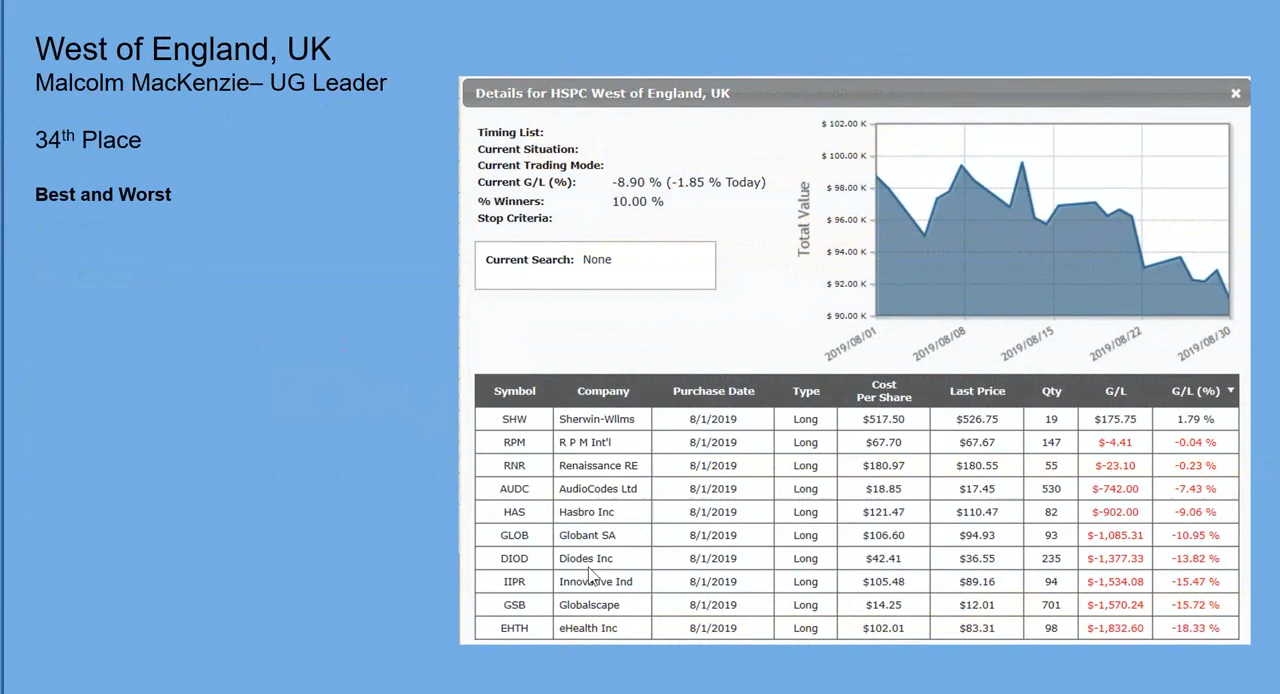 West of England, UK
Malcolm MacKenzie– UG Leader
34th Place
Best and Worst
Details for HSPC West of England, UK
Timing List:
Current Situation:
Current Trading Mode:
Current G/L (%): -8.90 % (-1.85 % Today)
% Winners: 10.00 %
Stop Criteria:
Current Search: None
Total Value
$ 102.00 K
$ 100.00 K
$ 98.00 K
$ 96.00 K
$ 94.00 K
$ 92.00 K
$ 90.00 K
2019/08/01 2019/08/08 2019/08/15 2019/08/22 2019/08/30
Symbol Company Purchase Date Type Cost Per Share Last Price Qty G/L G/L (%)
SHW Sherwin-Wllms 8/1/2019 Long $517.50 $526.75 19 $175.75 1.79 %
RPM R P M Int'l 8/1/2019 Long $67.70 $67.67 147 $-4.41 -0.04 %
RNR Renaissance RE 8/1/2019 Long $180.97 $180.55 55 $-23.10 -0.23 %
AUDC AudioCodes Ltd 8/1/2019 Long $18.85 $17.45 530 $-742.00 -7.43 %
HAS Hasbro Inc 8/1/2019 Long $121.47 $110.47 82 $-902.00 -9.06 %
GLOB Globant SA 8/1/2019 Long $106.60 $94.93 93 $-1,085.31 -10.95 %
DIOD Diodes Inc 8/1/2019 Long $42.41 $36.55 235 $-1,377.33 -13.82 %
IIPR Innovative Ind 8/1/2019 Long $105.48 $89.16 94 $-1,534.08 -15.47 %
GSB Globalscape 8/1/2019 Long $14.25 $12.01 701 $-1,570.24 -15.72 %
EHTH eHealth Inc 8/1/2019 Long $102.01 $83.31 98 $-1,832.60 -18.33 %